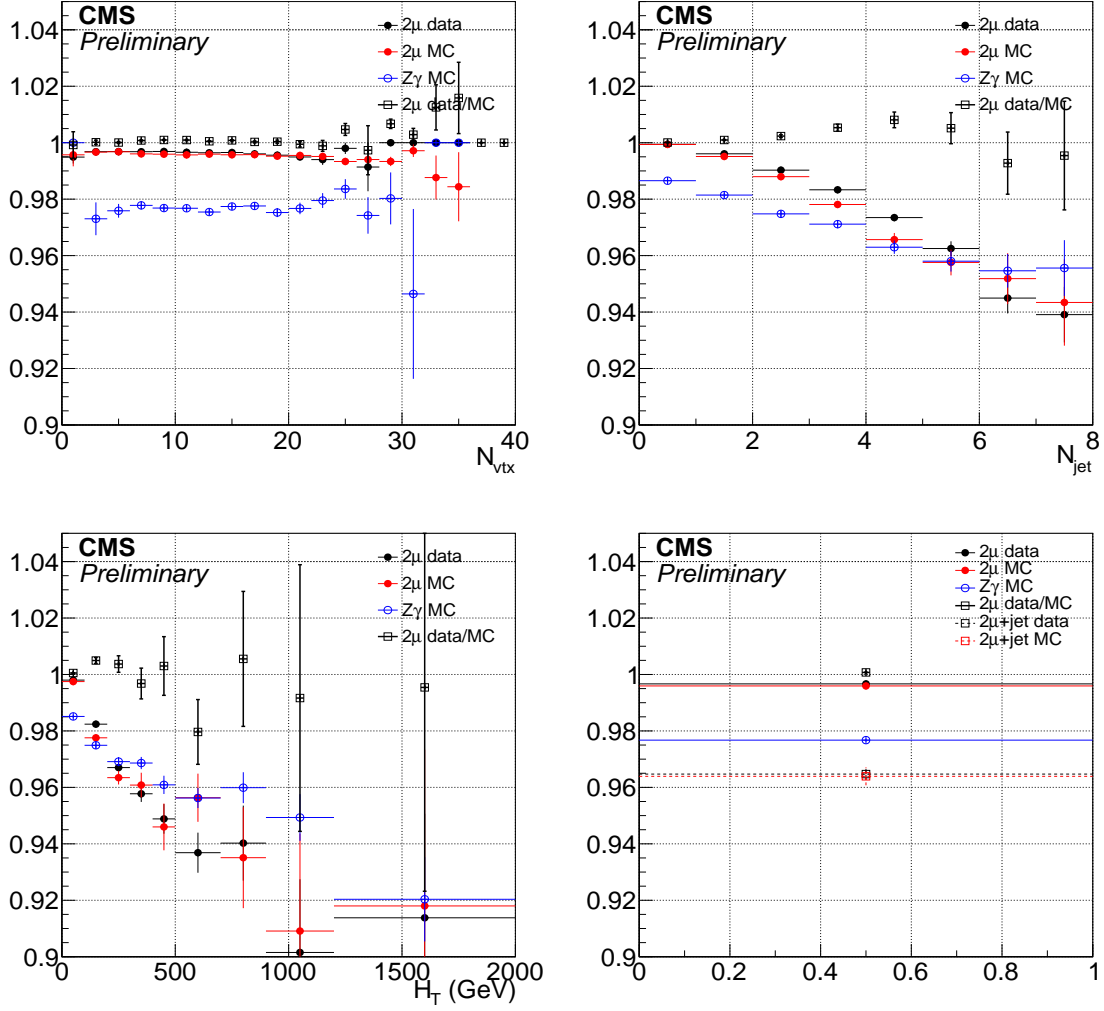 CMS
Preliminary
2μ data
2μ MC
Zγ MC
2μ data/MC
1.04
1.02
1
0.98
0.96
0.94
0.92
0.9
0 10 20 30 40
N_vtx
CMS
Preliminary
2μ data
2μ MC
Zγ MC
2μ data/MC
1.04
1.02
1
0.98
0.96
0.94
0.92
0.9
0 2 4 6 8
N_jet
CMS
Preliminary
2μ data
2μ MC
Zγ MC
2μ data/MC
1.04
1.02
1
0.98
0.96
0.94
0.92
0.9
0 500 1000 1500 2000
H_T (GeV)
CMS
Preliminary
2μ data
2μ MC
Zγ MC
2μ data/MC
2μ+jet data
2μ+jet MC
1.04
1.02
1
0.98
0.96
0.94
0.92
0.9
0 0.2 0.4 0.6 0.8 1